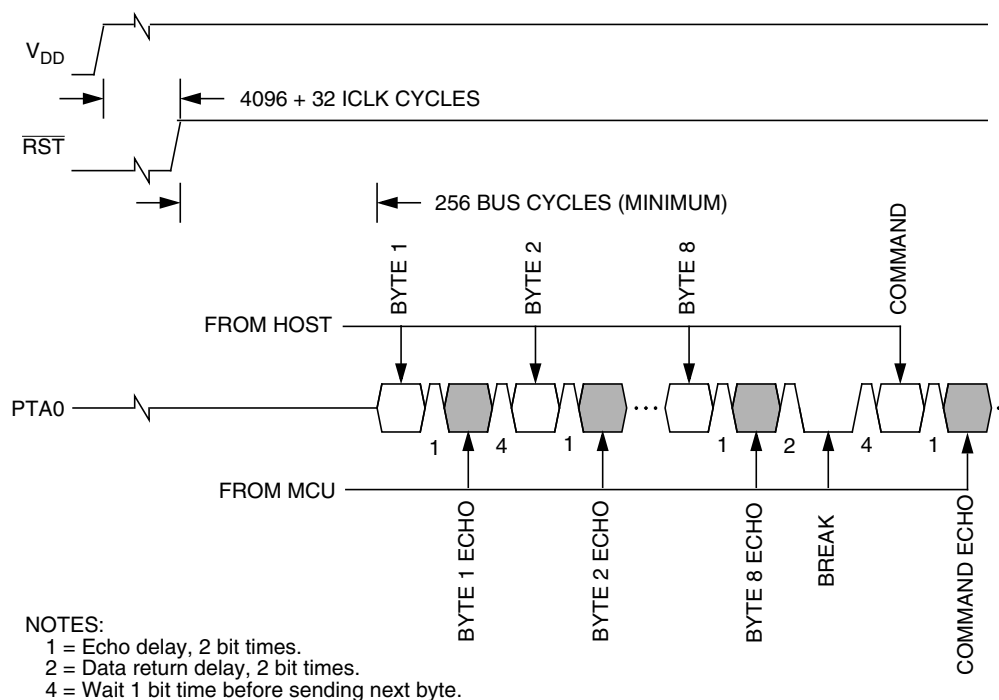 VDD
4096 + 32 ICLK CYCLES
RST
256 BUS CYCLES (MINIMUM)
BYTE 1
BYTE 2
BYTE 8
COMMAND
FROM HOST
PTA0
1
4
1
1
2
4
1
FROM MCU
BYTE 1 ECHO
BYTE 2 ECHO
BYTE 8 ECHO
BREAK
COMMAND ECHO
NOTES:
1 = Echo delay, 2 bit times.
2 = Data return delay, 2 bit times.
4 = Wait 1 bit time before sending next byte.